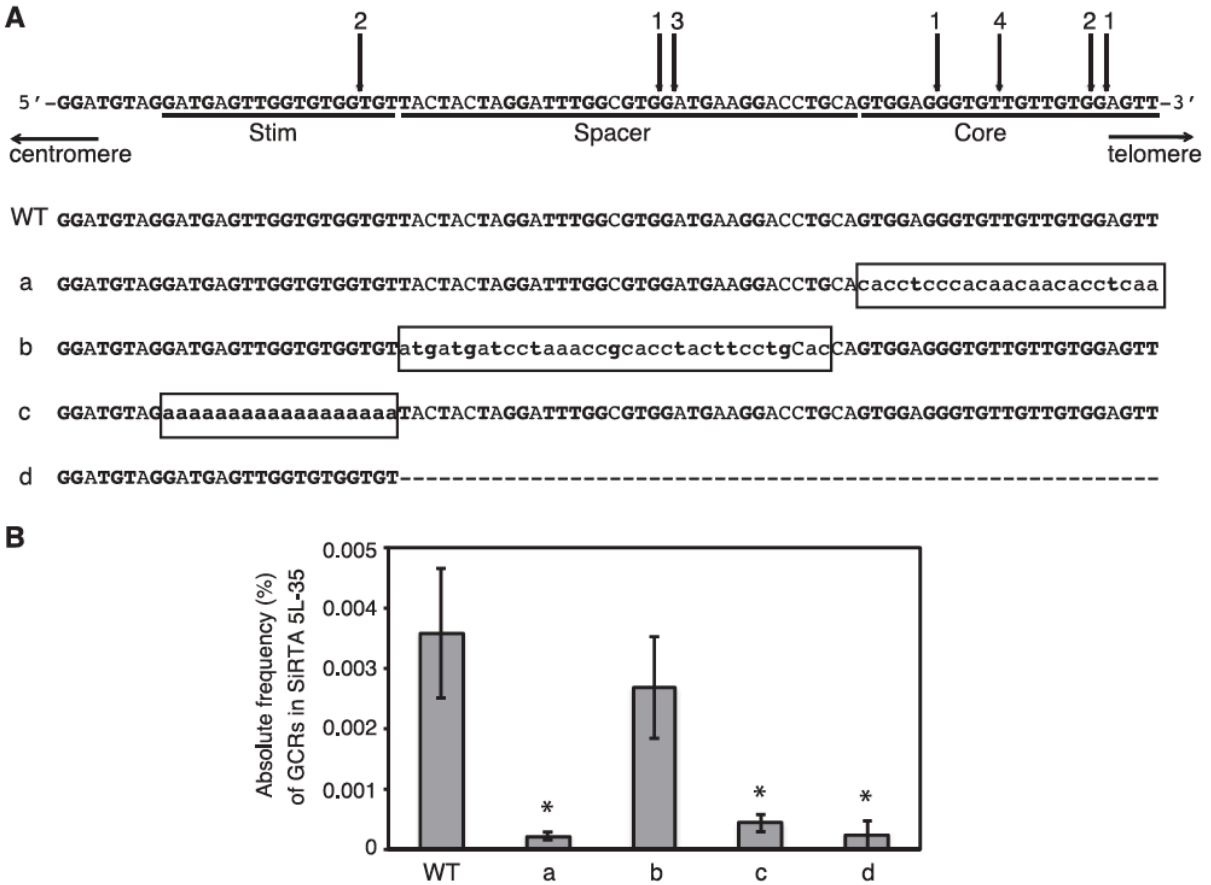 A
2 1 3 1 4 2 1
5'-GGATGTAGGATGAGTTGGTGTGGTGTTACTACTAGGATTTGGCGTGGATGAAGGACCTGCAGTGGAGGGTGTTGTTGTGGAGTT-3'
Stim Spacer Core
centromere telomere
WT GGATGTAGGATGAGTTGGTGTGGTGTTACTACTAGGATTTGGCGTGGATGAAGGACCTGCAGTGGAGGGTGTTGTTGTGGAGTT
a GGATGTAGGATGAGTTGGTGTGGTGTTACTACTAGGATTTGGCGTGGATGAAGGACCTGCAcacctcccacaacaacacctcaa
b GGATGTAGGATGAGTTGGTGTGGTGTatgatgatcctaaaccgcacctacttcctgCacCAGTGGAGGGTGTTGTTGTGGAGTT
c GGATGTAGaaaaaaaaaaaaaaaaaaTACTACTAGGATTTGGCGTGGATGAAGGACCTGCAGTGGAGGGTGTTGTTGTGGAGTT
d GGATGTAGGATGAGTTGGTGTGGTGT----------------------------------------------------------
B
Absolute frequency (%)
of GCRs in SiRTA 5L-35
0.005
0.004
0.003
0.002
0.001
0
* * *
WT a b c d